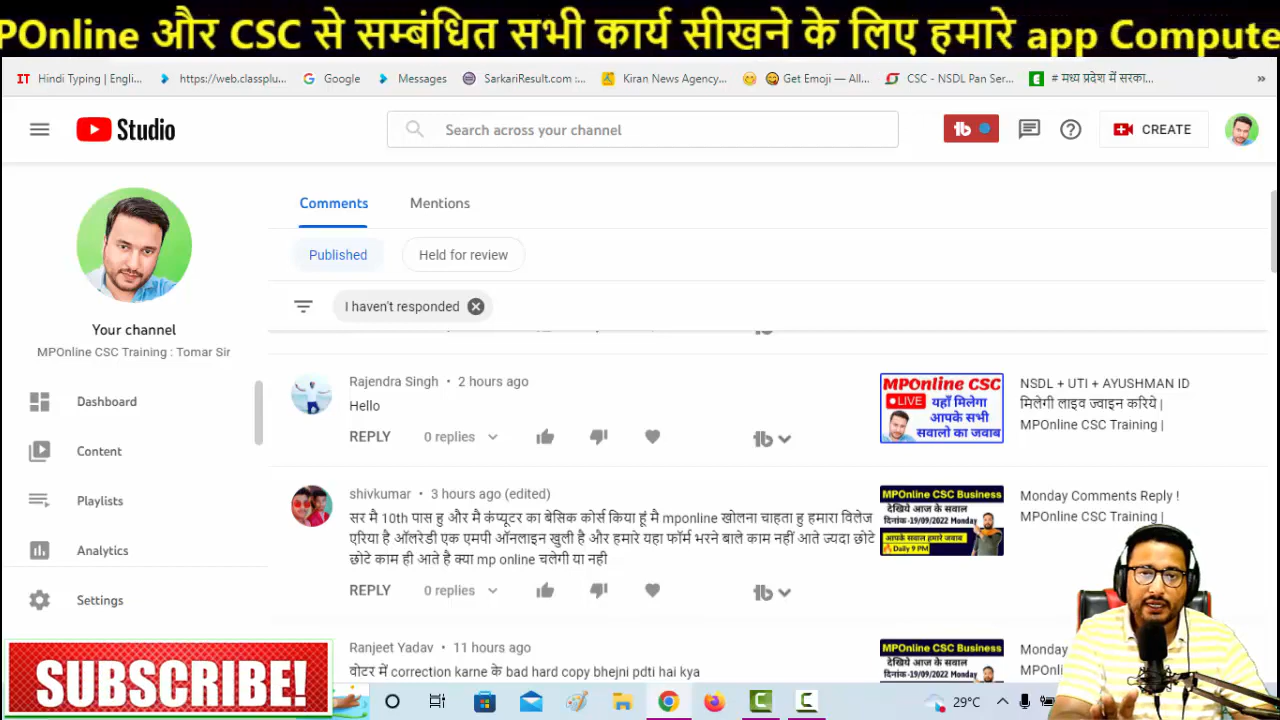 POnline और CSC से सम्बंधित सभी कार्य सीखने के लिए हमारे app Compute
Hindi Typing | Engli...
https://web.classplu...
Google
Messages
SarkariResult.com :...
Kiran News Agency...
Get Emoji — All...
CSC - NSDL Pan Ser...
# मध्य प्रदेश में सरका...
»
Studio
Search across your channel
CREATE
Comments
Mentions
Published
Held for review
I haven't responded
Your channel
MPOnline CSC Training : Tomar Sir
Dashboard
Content
Playlists
Analytics
Settings
Rajendra Singh • 2 hours ago
Hello
REPLY
0 replies
MPOnline CSC
LIVE यहाँ मिलेगा
आपके सभी
सवालो का जवाब
NSDL + UTI + AYUSHMAN ID
मिलेगी लाइव ज्वाइन करिये |
MPOnline CSC Training |
shivkumar • 3 hours ago (edited)
सर मै 10th पास हु और मै कंप्यूटर का बेसिक कोर्स किया हूं मै mponline खोलना चाहता हु हमारा विलेज
एरिया है ऑलरेडी एक एमपी ऑनलाइन खुली है और हमारे यहा फॉर्म भरने बाले काम नहीं आते ज्यदा छोटे
छोटे काम ही आते है क्या mp online चलेगी या नही
REPLY
0 replies
MPOnline CSC Business
देखिये आज के सवाल
दिनांक-19/09/2022 Monday
आपके सवाल हमारे जवाब
Daily 9 PM
Monday Comments Reply !
MPOnline CSC Training |
Ranjeet Yadav • 11 hours ago
वोटर में correction karne के bad hard copy bhejni pdti hai kya
MPOnline CSC Business
देखिये आज के सवाल
दिनांक-19/09/2022 Monday
Monday
MPOnli
SUBSCRIBE!
29°C